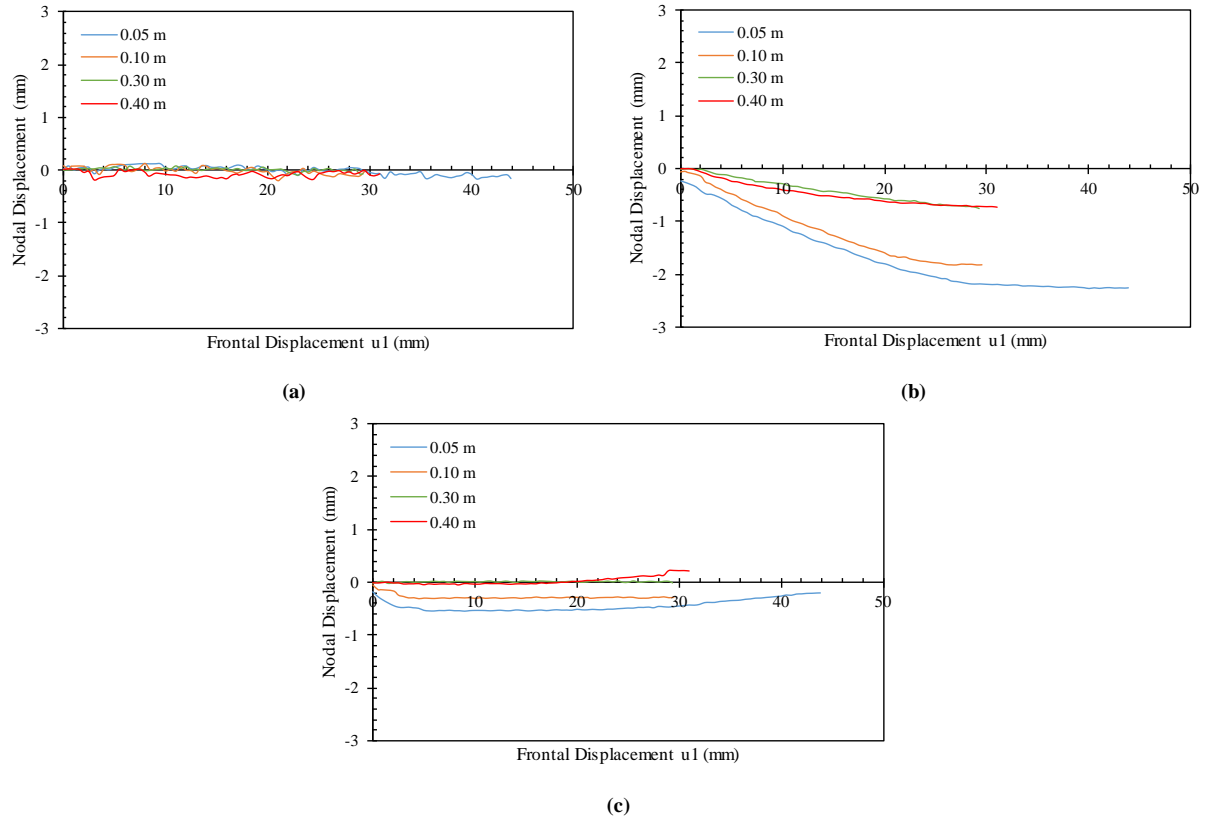 3
2
1
0
-1
-2
-3
0
10
20
30
40
50
Nodal Displacement (mm)
Frontal Displacement u1 (mm)
0.05 m
0.10 m
0.30 m
0.40 m
(a)
3
2
1
0
-1
-2
-3
0
10
20
30
40
50
Nodal Displacement (mm)
Frontal Displacement u1 (mm)
0.05 m
0.10 m
0.30 m
0.40 m
(b)
3
2
1
0
-1
-2
-3
0
10
20
30
40
50
Nodal Displacement (mm)
Frontal Displacement u1 (mm)
0.05 m
0.10 m
0.30 m
0.40 m
(c)